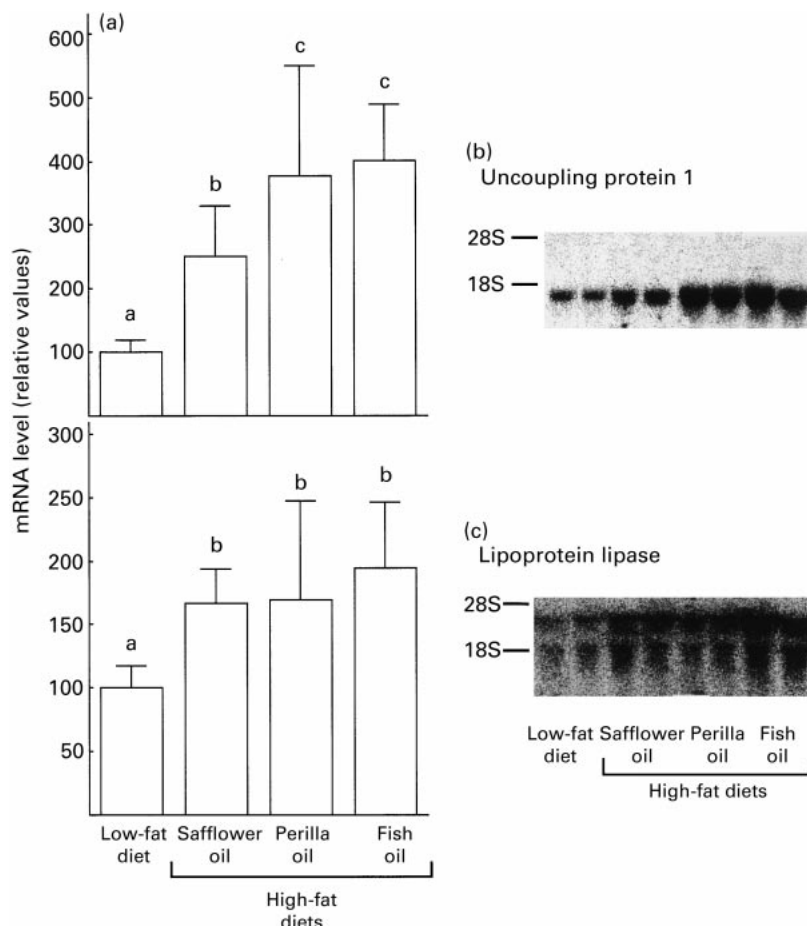 (a)
600
500
400
300
200
100
a
b
c
c
mRNA level (relative values)
300
250
200
150
100
50
a
b
b
b
Low-fat diet
Safflower oil
Perilla oil
Fish oil
High-fat
diets
(b)
Uncoupling protein 1
28S
18S
(c)
Lipoprotein lipase
28S
18S
Low-fat diet
Safflower oil
Perilla oil
Fish oil
High-fat diets